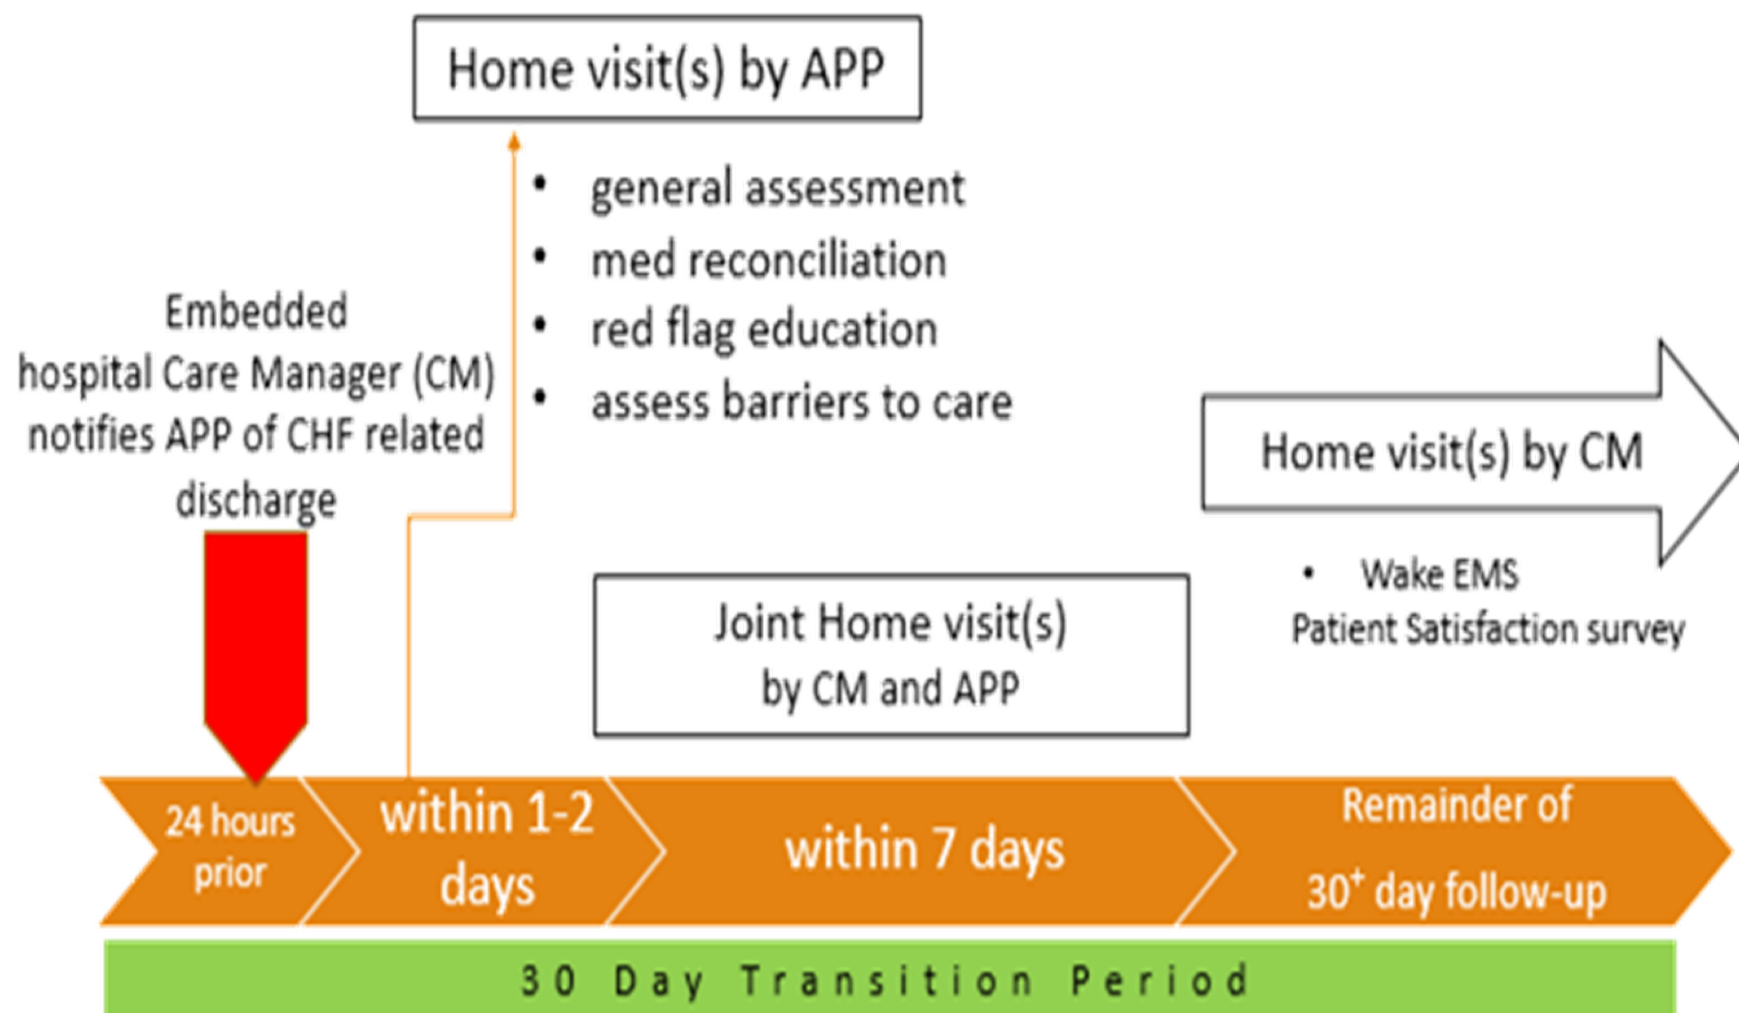 Home visit(s) by APP
• general assessment
• med reconciliation
• red flag education
• assess barriers to care
Embedded
hospital Care Manager (CM)
notifies APP of CHF related
discharge
Joint Home visit(s)
by CM and APP
Home visit(s) by CM
• Wake EMS
Patient Satisfaction survey
24 hours
prior
within 1-2
days
within 7 days
Remainder of
30⁺ day follow-up
30 Day Transition Period